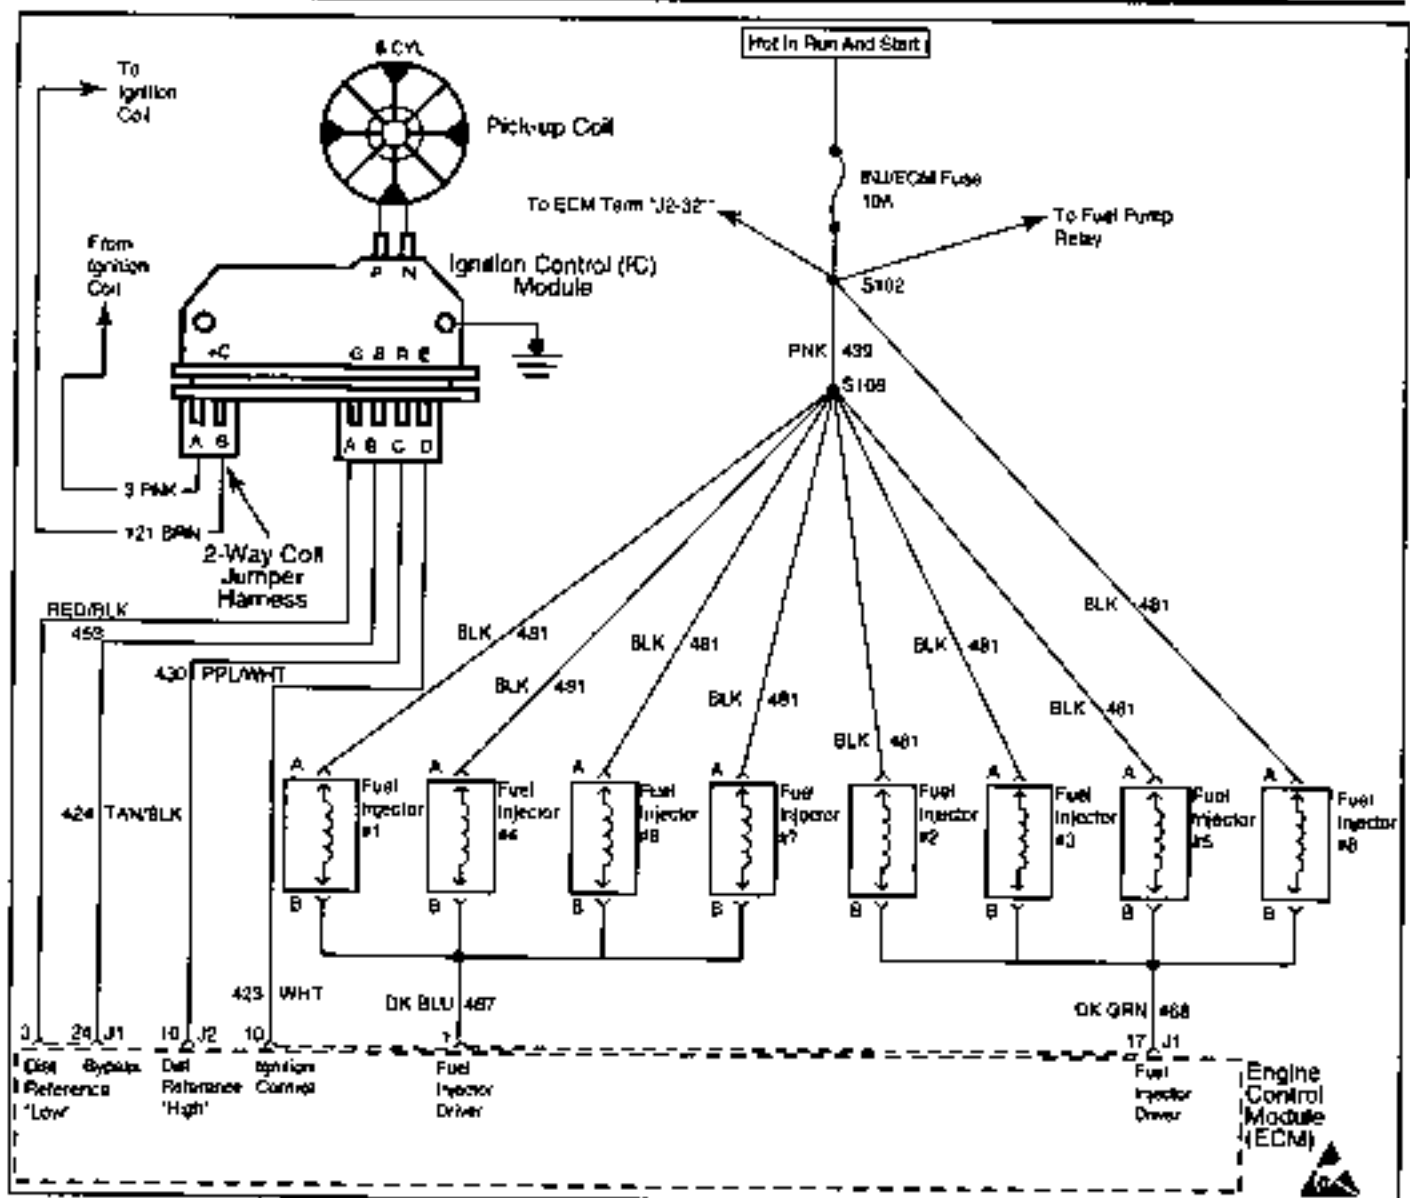 Hot In Run And Start
To
Ignition
Coil
Pick-up Coil
INJ/ECM Fuse
10A
To ECM Term "J2-32"
To Fuel Pump
Relay
From
Ignition
Coil
P N
Ignition Control (IC)
Module
S102
+C
G B R E
PNK 439
S109
A B
A B C D
3 PNK
121 BRN
2-Way Coil
Jumper
Harness
RED/BLK
453
430 PPL/WHT
BLK 481
BLK 481
BLK 481
BLK 481
BLK 481
BLK 481
BLK 481
BLK 481
A
Fuel
Injector
#1
B
A
Fuel
Injector
#4
B
A
Fuel
Injector
B
A
Fuel
Injector
#7
B
Fuel
Injector
#2
B
A
Fuel
Injector
#3
B
A
Fuel
Injector
#5
B
A
Fuel
Injector
B
424 TAN/BLK
423 WHT
DK BLU 467
DK GRN 468
3
24 J1
10 J2
10
17 J1
Dist
Reference
"Low"
Bypass
Dist
Reference
"High"
Ignition
Control
Fuel
Injector
Driver
Fuel
Injector
Driver
Engine
Control
Module
(ECM)